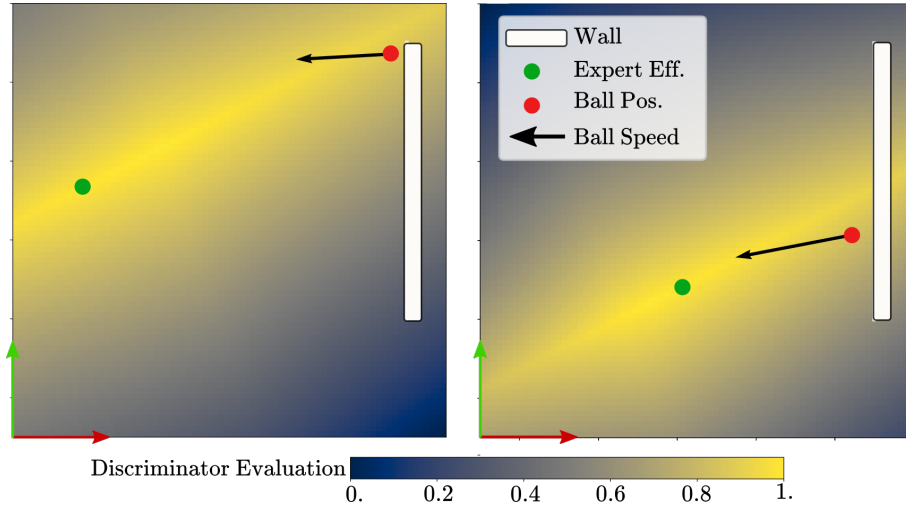 Wall
Expert Eff.
Ball Pos.
Ball Speed
Discriminator Evaluation
0. 0.2 0.4 0.6 0.8 1.